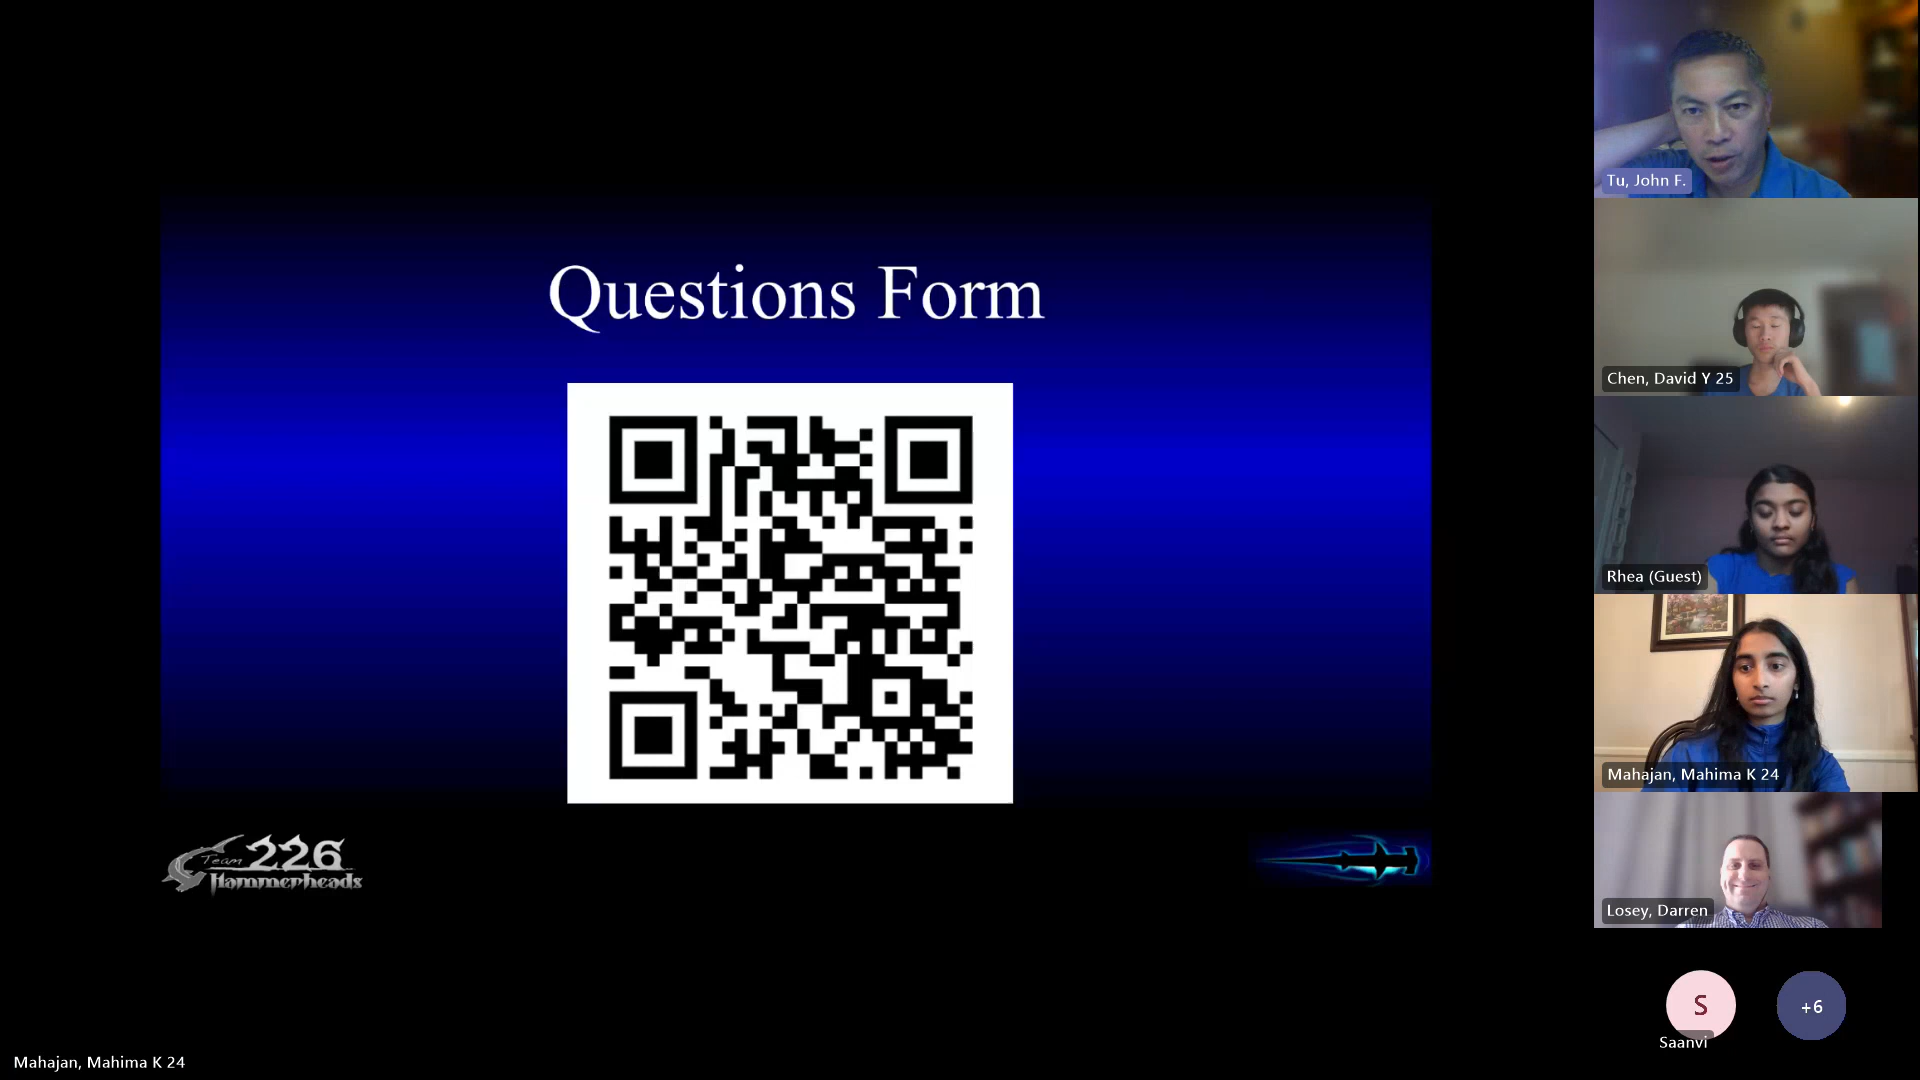 Questions Form
Team 226
Hammerheads
Tu, John F.
Chen, David Y 25
Rhea (Guest)
Mahajan, Mahima K 24
Losey, Darren
S
+6
Saanvi
Mahajan, Mahima K 24